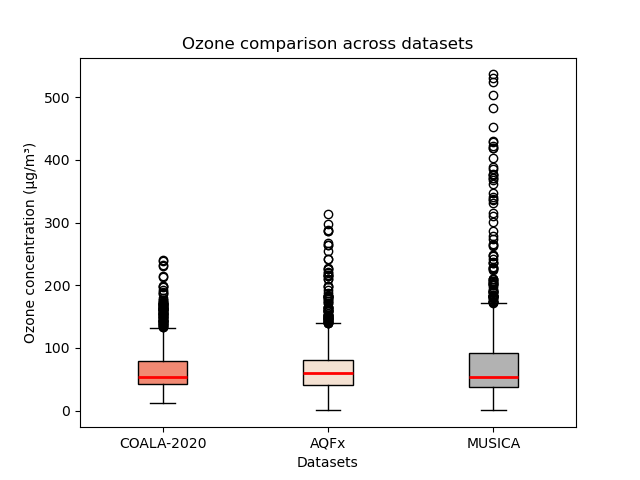 Ozone comparison across datasets
Ozone concentration (µg/m³)
500
400
300
200
100
0
COALA-2020 AQFx MUSICA
Datasets